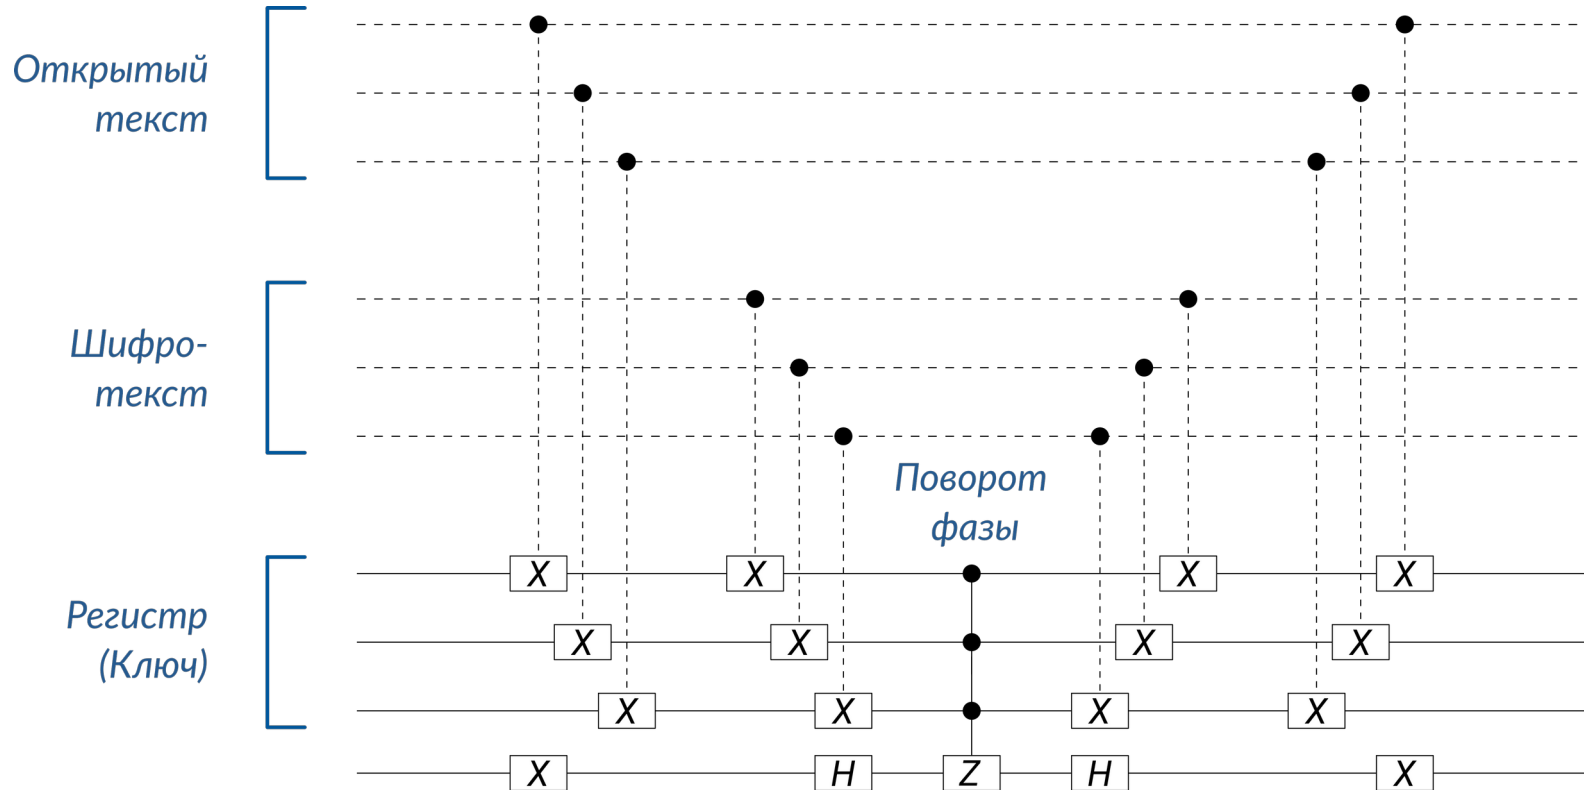 Открытый
текст
Шифро-
текст
Поворот
фазы
Регистр
(Ключ)
X X X X
X X X X
X X X X
X H Z H X